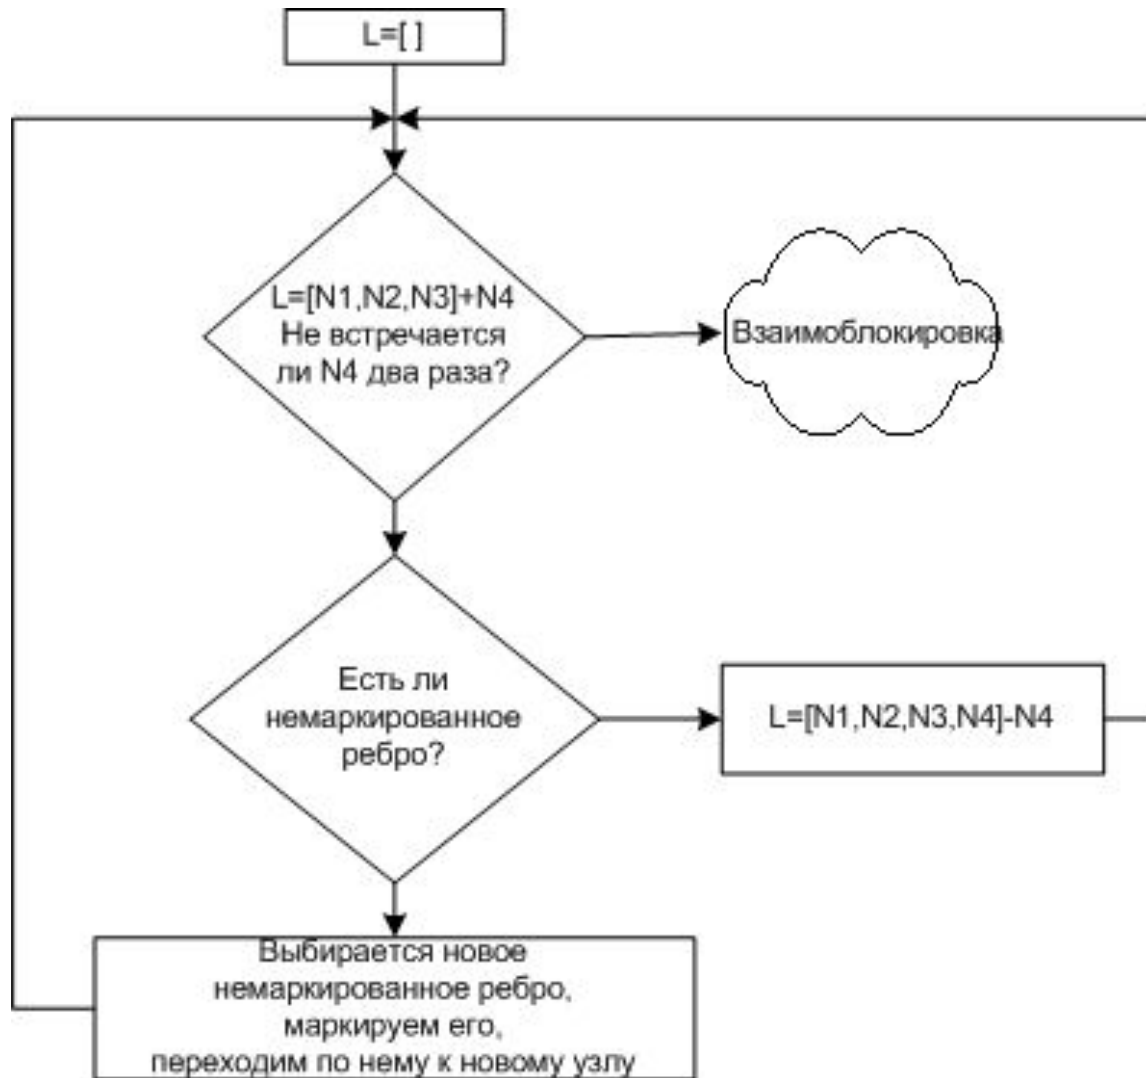 L=[ ]
L=[N1,N2,N3]+N4
Не встречается
ли N4 два раза?
Взаимоблокировка
Есть ли
немаркированное
ребро?
L=[N1,N2,N3,N4]-N4
Выбирается новое
немаркированное ребро,
маркируем его,
переходим по нему к новому узлу